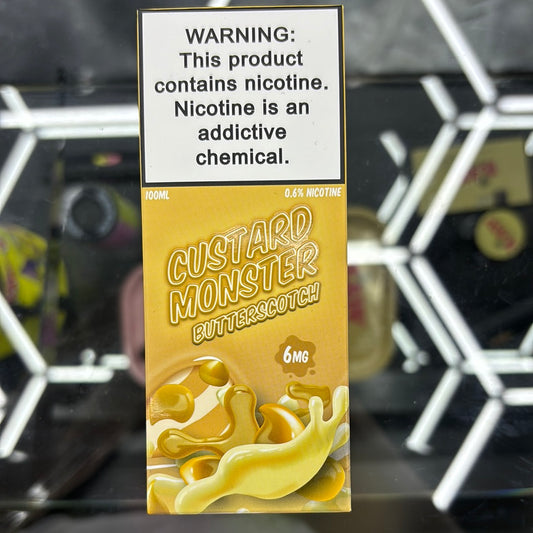 WARNING:
This product
contains nicotine.
Nicotine is an
addictive
chemical.
100ML 0.6% NICOTINE
CUSTARD
MONSTER
BUTTERSCOTCH
6MG